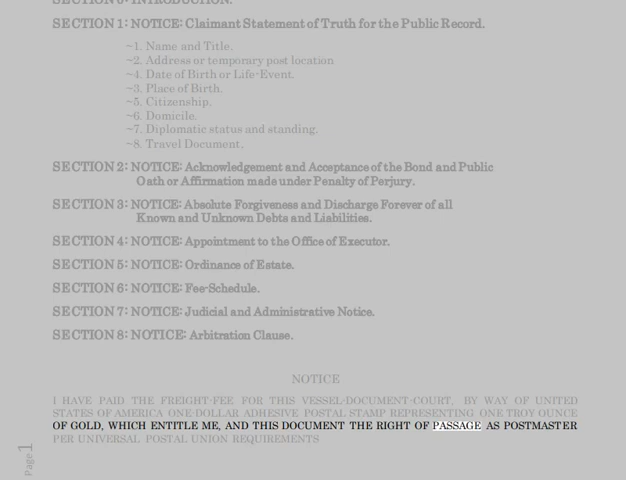 SECTION 0: INTRODUCTION.
SECTION 1: NOTICE: Claimant Statement of Truth for the Public Record.
~1. Name and Title.
~2. Address or temporary post location
~4. Date of Birth or Life-Event.
~3. Place of Birth.
~5. Citizenship.
~6. Domicile.
~7. Diplomatic status and standing.
~8. Travel Document.
SECTION 2: NOTICE: Acknowledgement and Acceptance of the Bond and Public
Oath or Affirmation made under Penalty of Perjury.
SECTION 3: NOTICE: Absolute Forgiveness and Discharge Forever of all
Known and Unknown Debts and Liabilities.
SECTION 4: NOTICE: Appointment to the Office of Executor.
SECTION 5: NOTICE: Ordinance of Estate.
SECTION 6: NOTICE: Fee-Schedule.
SECTION 7: NOTICE: Judicial and Administrative Notice.
SECTION 8: NOTICE: Arbitration Clause.
NOTICE
I HAVE PAID THE FREIGHT-FEE FOR THIS VESSEL-DOCUMENT-COURT, BY WAY OF UNITED
STATES OF AMERICA ONE-DOLLAR ADHESIVE POSTAL STAMP REPRESENTING ONE TROY OUNCE
OF GOLD, WHICH ENTITLE ME, AND THIS DOCUMENT THE RIGHT OF PASSAGE AS POSTMASTER
PER UNIVERSAL POSTAL UNION REQUIREMENTS
Page 1